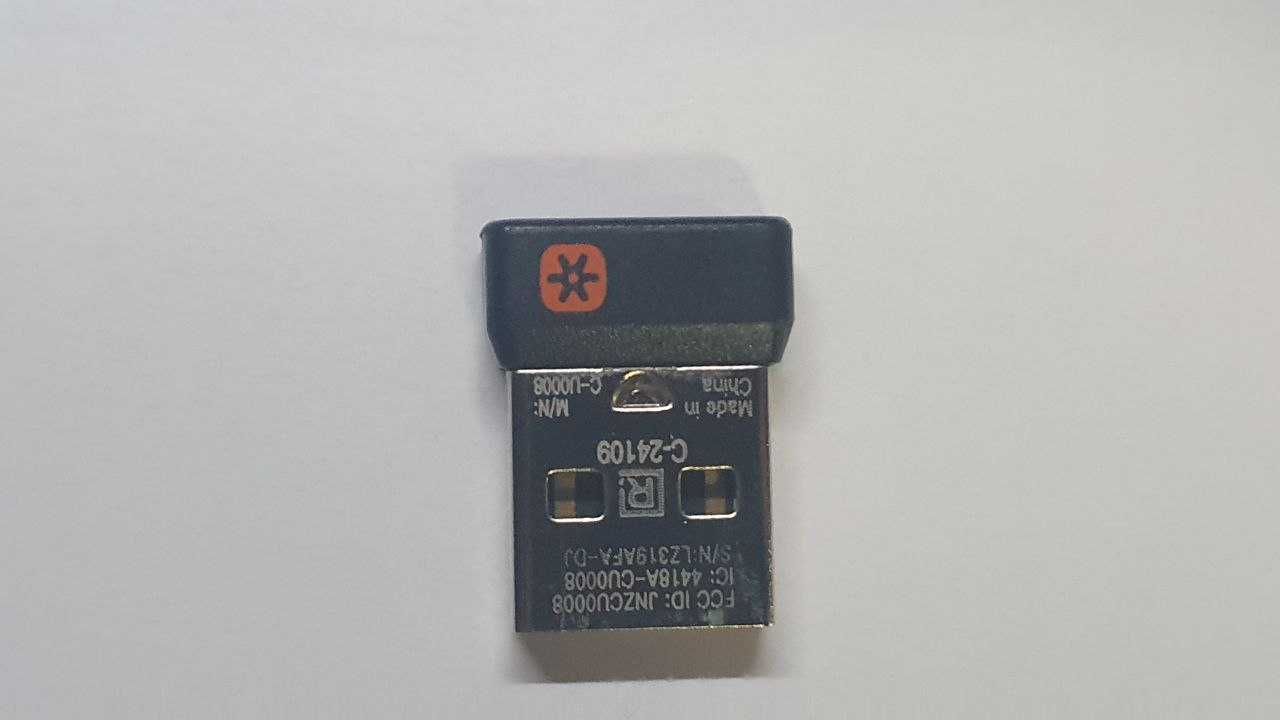 FCC ID: JNZCU0008
IC: 4418A-CU0008
S/N:LZ319AFA-DJ
R
C-24109
Made in
China
M/N:
C-U0008